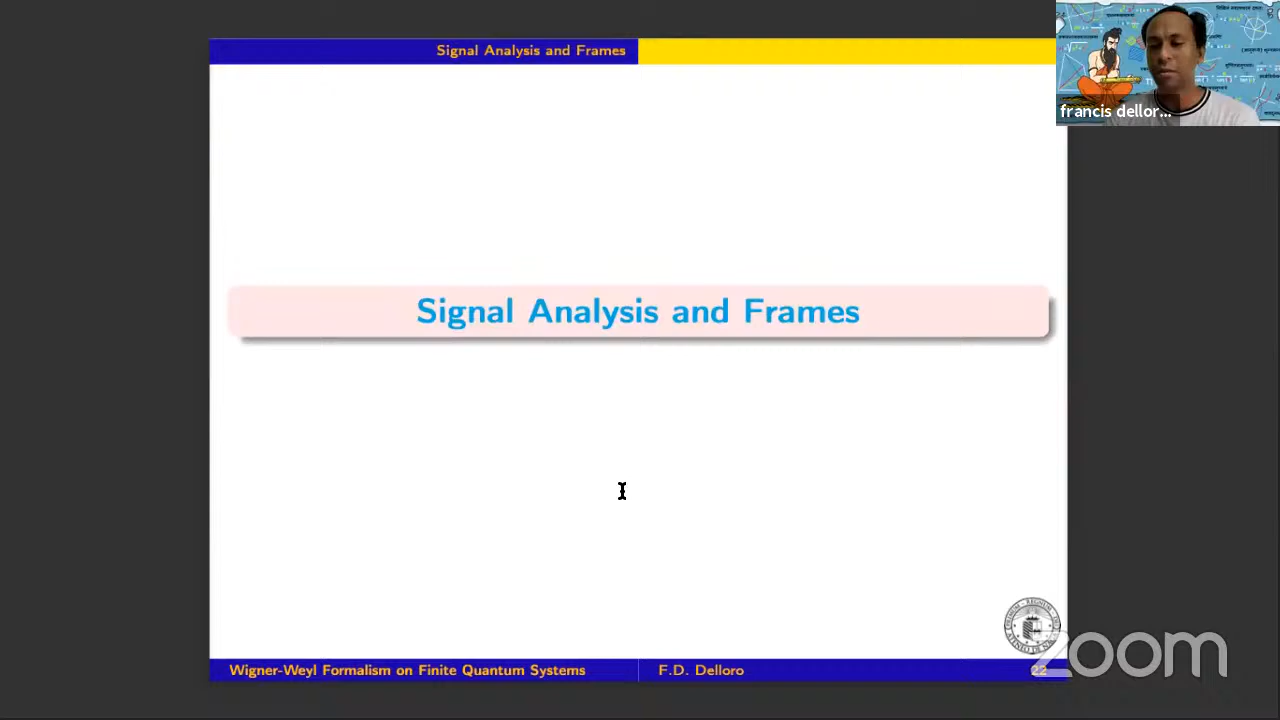 Signal Analysis and Frames
francis dellor...
Signal Analysis and Frames
Wigner-Weyl Formalism on Finite Quantum Systems
F.D. Delloro
22
zoom